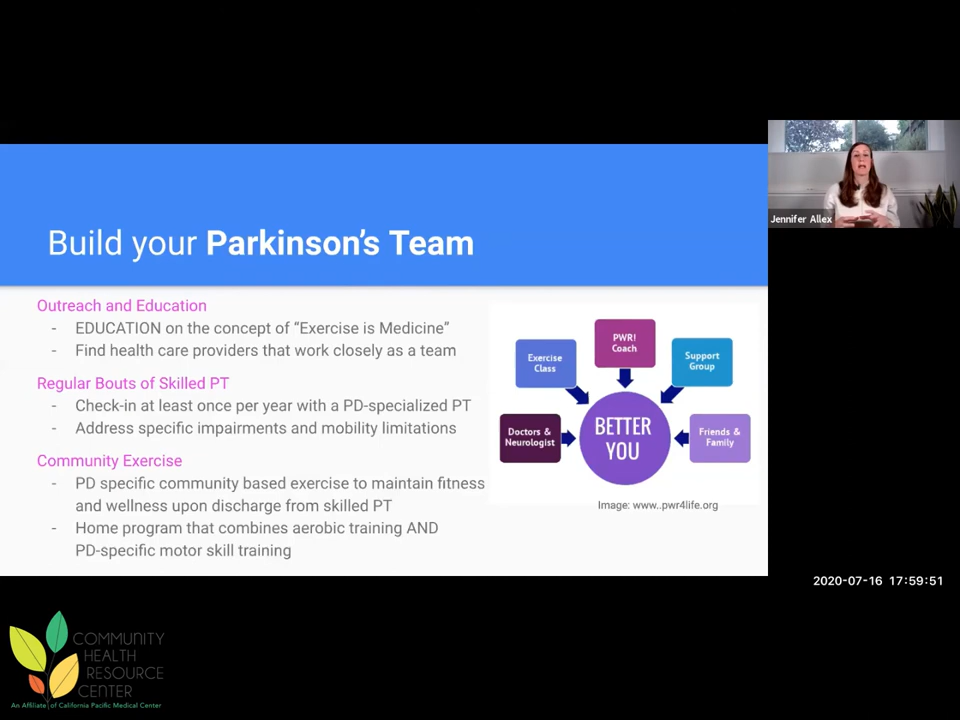 Jennifer Allex
Build your Parkinson's Team
Outreach and Education
- EDUCATION on the concept of “Exercise is Medicine”
- Find health care providers that work closely as a team
Regular Bouts of Skilled PT
- Check-in at least once per year with a PD-specialized PT
- Address specific impairments and mobility limitations
Community Exercise
- PD specific community based exercise to maintain fitness
and wellness upon discharge from skilled PT
- Home program that combines aerobic training AND
PD-specific motor skill training
Exercise
Class
PWR!
Coach
Support
Group
Doctors &
Neurologist
BETTER
YOU
Friends &
Family
Image: www..pwr4life.org
2020-07-16 17:59:51
COMMUNITY
HEALTH
RESOURCE
CENTER
An Affiliate of California Pacific Medical Center